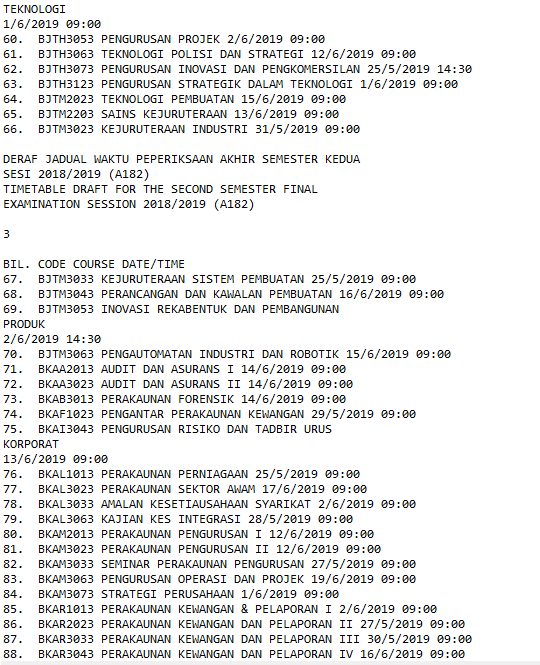 TEKNOLOGI
1/6/2019 09:00
60. BJTH3053 PENGURUSAN PROJEK 2/6/2019 09:00
61. BJTH3063 TEKNOLOGI POLISI DAN STRATEGI 12/6/2019 09:00
62. BJTH3073 PENGURUSAN INOVASI DAN PENGKOMERSILAN 25/5/2019 14:30
63. BJTH3123 PENGURUSAN STRATEGIK DALAM TEKNOLOGI 1/6/2019 09:00
64. BJTM2023 TEKNOLOGI PEMBUATAN 15/6/2019 09:00
65. BJTM2203 SAINS KEJURUTERAAN 13/6/2019 09:00
66. BJTM3023 KEJURUTERAAN INDUSTRI 31/5/2019 09:00
DERAF JADUAL WAKTU PEPERIKSAAN AKHIR SEMESTER KEDUA
SESI 2018/2019 (A182)
TIMETABLE DRAFT FOR THE SECOND SEMESTER FINAL
EXAMINATION SESSION 2018/2019 (A182)
3
BIL. CODE COURSE DATE/TIME
67. BJTM3033 KEJURUTERAAN SISTEM PEMBUATAN 25/5/2019 09:00
68. BJTM3043 PERANCANGAN DAN KAWALAN PEMBUATAN 16/6/2019 09:00
69. BJTM3053 INOVASI REKABENTUK DAN PEMBANGUNAN
PRODUK
2/6/2019 14:30
70. BJTM3063 PENGAUTOMATAN INDUSTRI DAN ROBOTIK 15/6/2019 09:00
71. BKAA2013 AUDIT DAN ASURANS I 14/6/2019 09:00
72. BKAA3023 AUDIT DAN ASURANS II 14/6/2019 09:00
73. BKAB3013 PERAKAUNAN FORENSIK 14/6/2019 09:00
74. BKAF1023 PENGANTAR PERAKAUNAN KEWANGAN 29/5/2019 09:00
75. BKAI3043 PENGURUSAN RISIKO DAN TADBIR URUS
KORPORAT
13/6/2019 09:00
76. BKAL1013 PERAKAUNAN PERNIAGAAN 25/5/2019 09:00
77. BKAL3023 PERAKAUNAN SEKTOR AWAM 17/6/2019 09:00
78. BKAL3033 AMALAN KESETIAUSAHAAN SYARIKAT 2/6/2019 09:00
79. BKAL3063 KAJIAN KES INTEGRASI 28/5/2019 09:00
80. BKAM2013 PERAKAUNAN PENGURUSAN I 12/6/2019 09:00
81. BKAM3023 PERAKAUNAN PENGURUSAN II 12/6/2019 09:00
82. BKAM3033 SEMINAR PERAKAUNAN PENGURUSAN 27/5/2019 09:00
83. BKAM3063 PENGURUSAN OPERASI DAN PROJEK 19/6/2019 09:00
84. BKAM3073 STRATEGI PERUSAHAAN 1/6/2019 09:00
85. BKAR1013 PERAKAUNAN KEWANGAN & PELAPORAN I 2/6/2019 09:00
86. BKAR2023 PERAKAUNAN KEWANGAN DAN PELAPORAN II 27/5/2019 09:00
87. BKAR3033 PERAKAUNAN KEWANGAN DAN PELAPORAN III 30/5/2019 09:00
88. BKAR3043 PERAKAUNAN KEWANGAN DAN PELAPORAN IV 16/6/2019 09:00